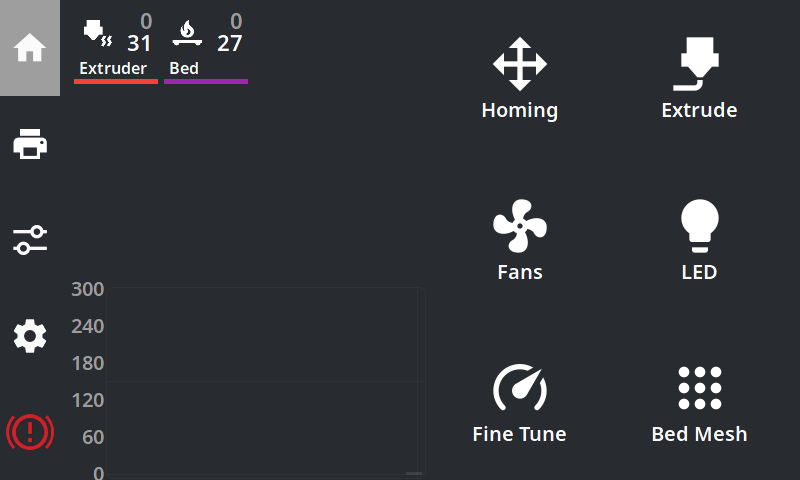 0
31
Extruder
0
27
Bed
Homing
Extrude
Fans
LED
300
240
180
120
60
0
Fine Tune
Bed Mesh